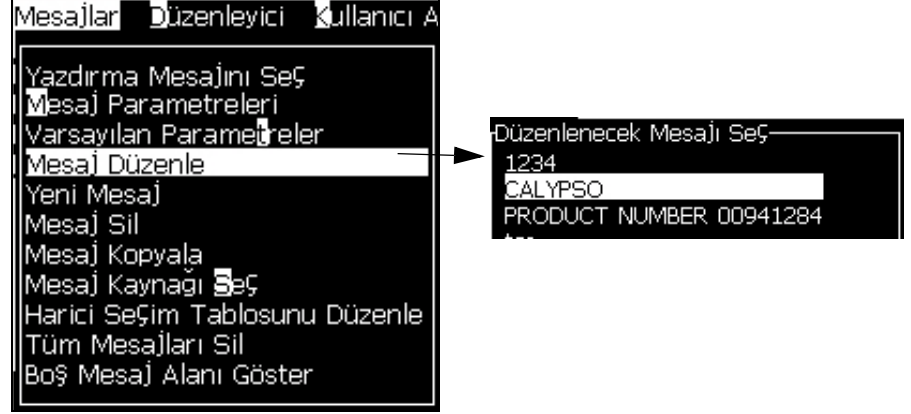 Mesajlar Düzenleyici Kullanıcı A
Yazdırma Mesajını Seç
Mesaj Parametreleri
Varsayılan Parametreler
Mesaj Düzenle
Yeni Mesaj
Mesaj Sil
Mesaj Kopyala
Mesaj Kaynağı Seç
Harici Seçim Tablosunu Düzenle
Tüm Mesajları Sil
Boş Mesaj Alanı Göster
Düzenlenecek Mesajı Seç
1234
CALYPSO
PRODUCT NUMBER 00941284